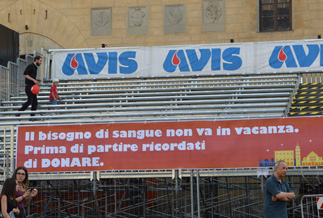 AVIS AVIS AVIS
Il bisogno di sangue non va in vacanza.
Prima di partire ricordati
di DONARE.